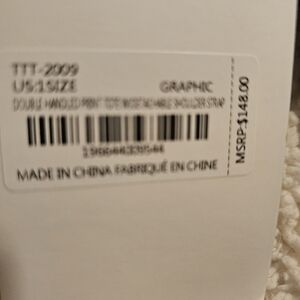 TTT-2009
US:1SIZE GRAPHIC
DOUBLE HANDLED PRINT TOTE W/DETACHABLE SHOULDER STRAP
MADE IN CHINA FABRIQUÉ EN CHINE
MSRP:$148.00